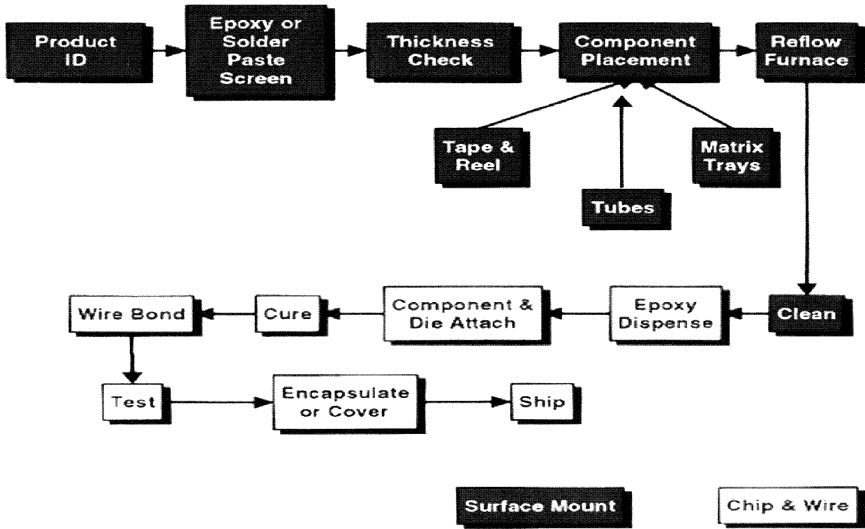 Product
ID
Epoxy or
Solder
Paste
Screen
Thickness
Check
Component
Placement
Reflow
Furnace
Tape &
Reel
Tubes
Matrix
Trays
Wire Bond
Cure
Component &
Die Attach
Epoxy
Dispense
Clean
Test
Encapsulate
or Cover
Ship
Surface Mount
Chip & Wire